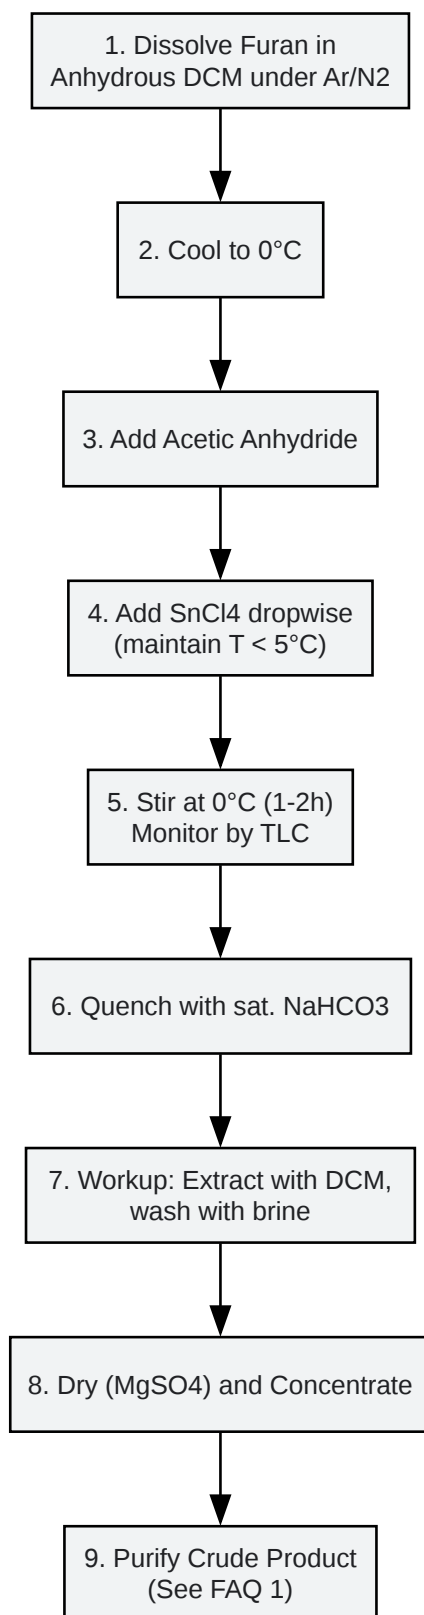 1. Dissolve Furan in
Anhydrous DCM under Ar/N2
2. Cool to 0°C
3. Add Acetic Anhydride
4. Add SnCl4 dropwise
(maintain T < 5°C)
5. Stir at 0°C (1-2h)
Monitor by TLC
6. Quench with sat. NaHCO3
7. Workup: Extract with DCM,
wash with brine
8. Dry (MgSO4) and Concentrate
9. Purify Crude Product
(See FAQ 1)